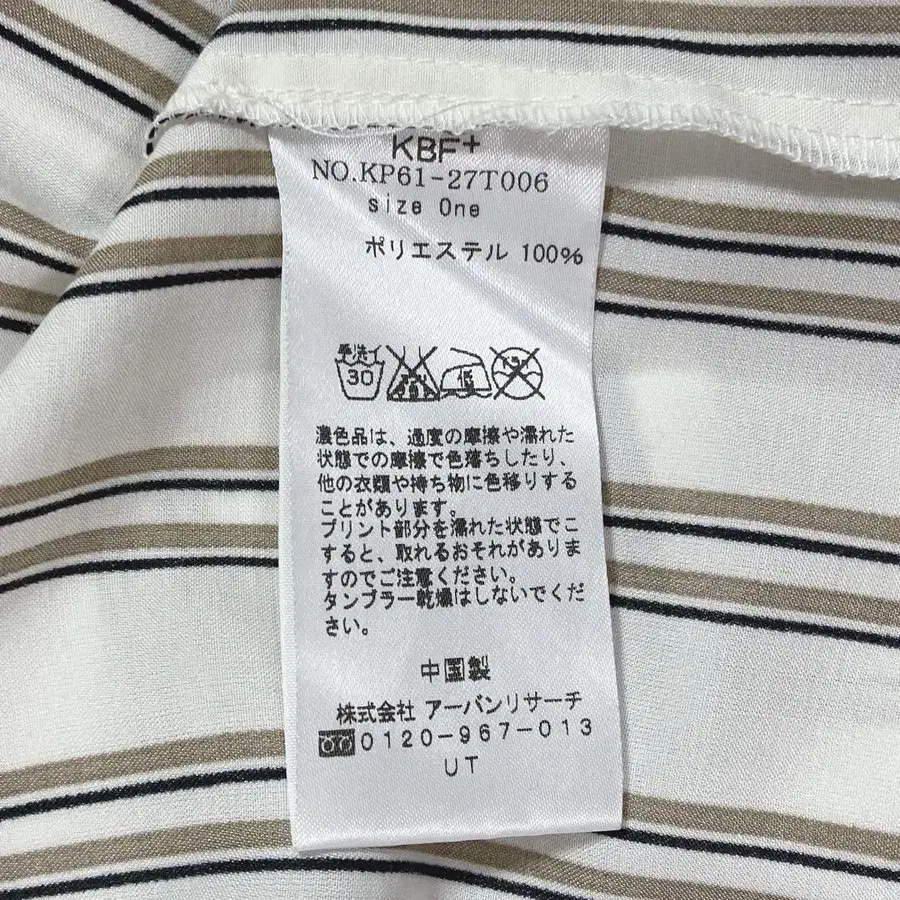 KBF+
NO.KP61-27T006
size One
ポリエステル 100%
手洗イ
30
低
濃色品は、過度の摩擦や濡れた
状態での摩擦で色落ちしたり、
他の衣類や持ち物に色移りする
ことがあります。
プリント部分を濡れた状態でこ
すると、取れるおそれがありま
すのでご注意ください。
タンブラー乾燥はしないでくだ
さい。
中国製
株式会社 アーバンリサーチ
0120-967-013
UT